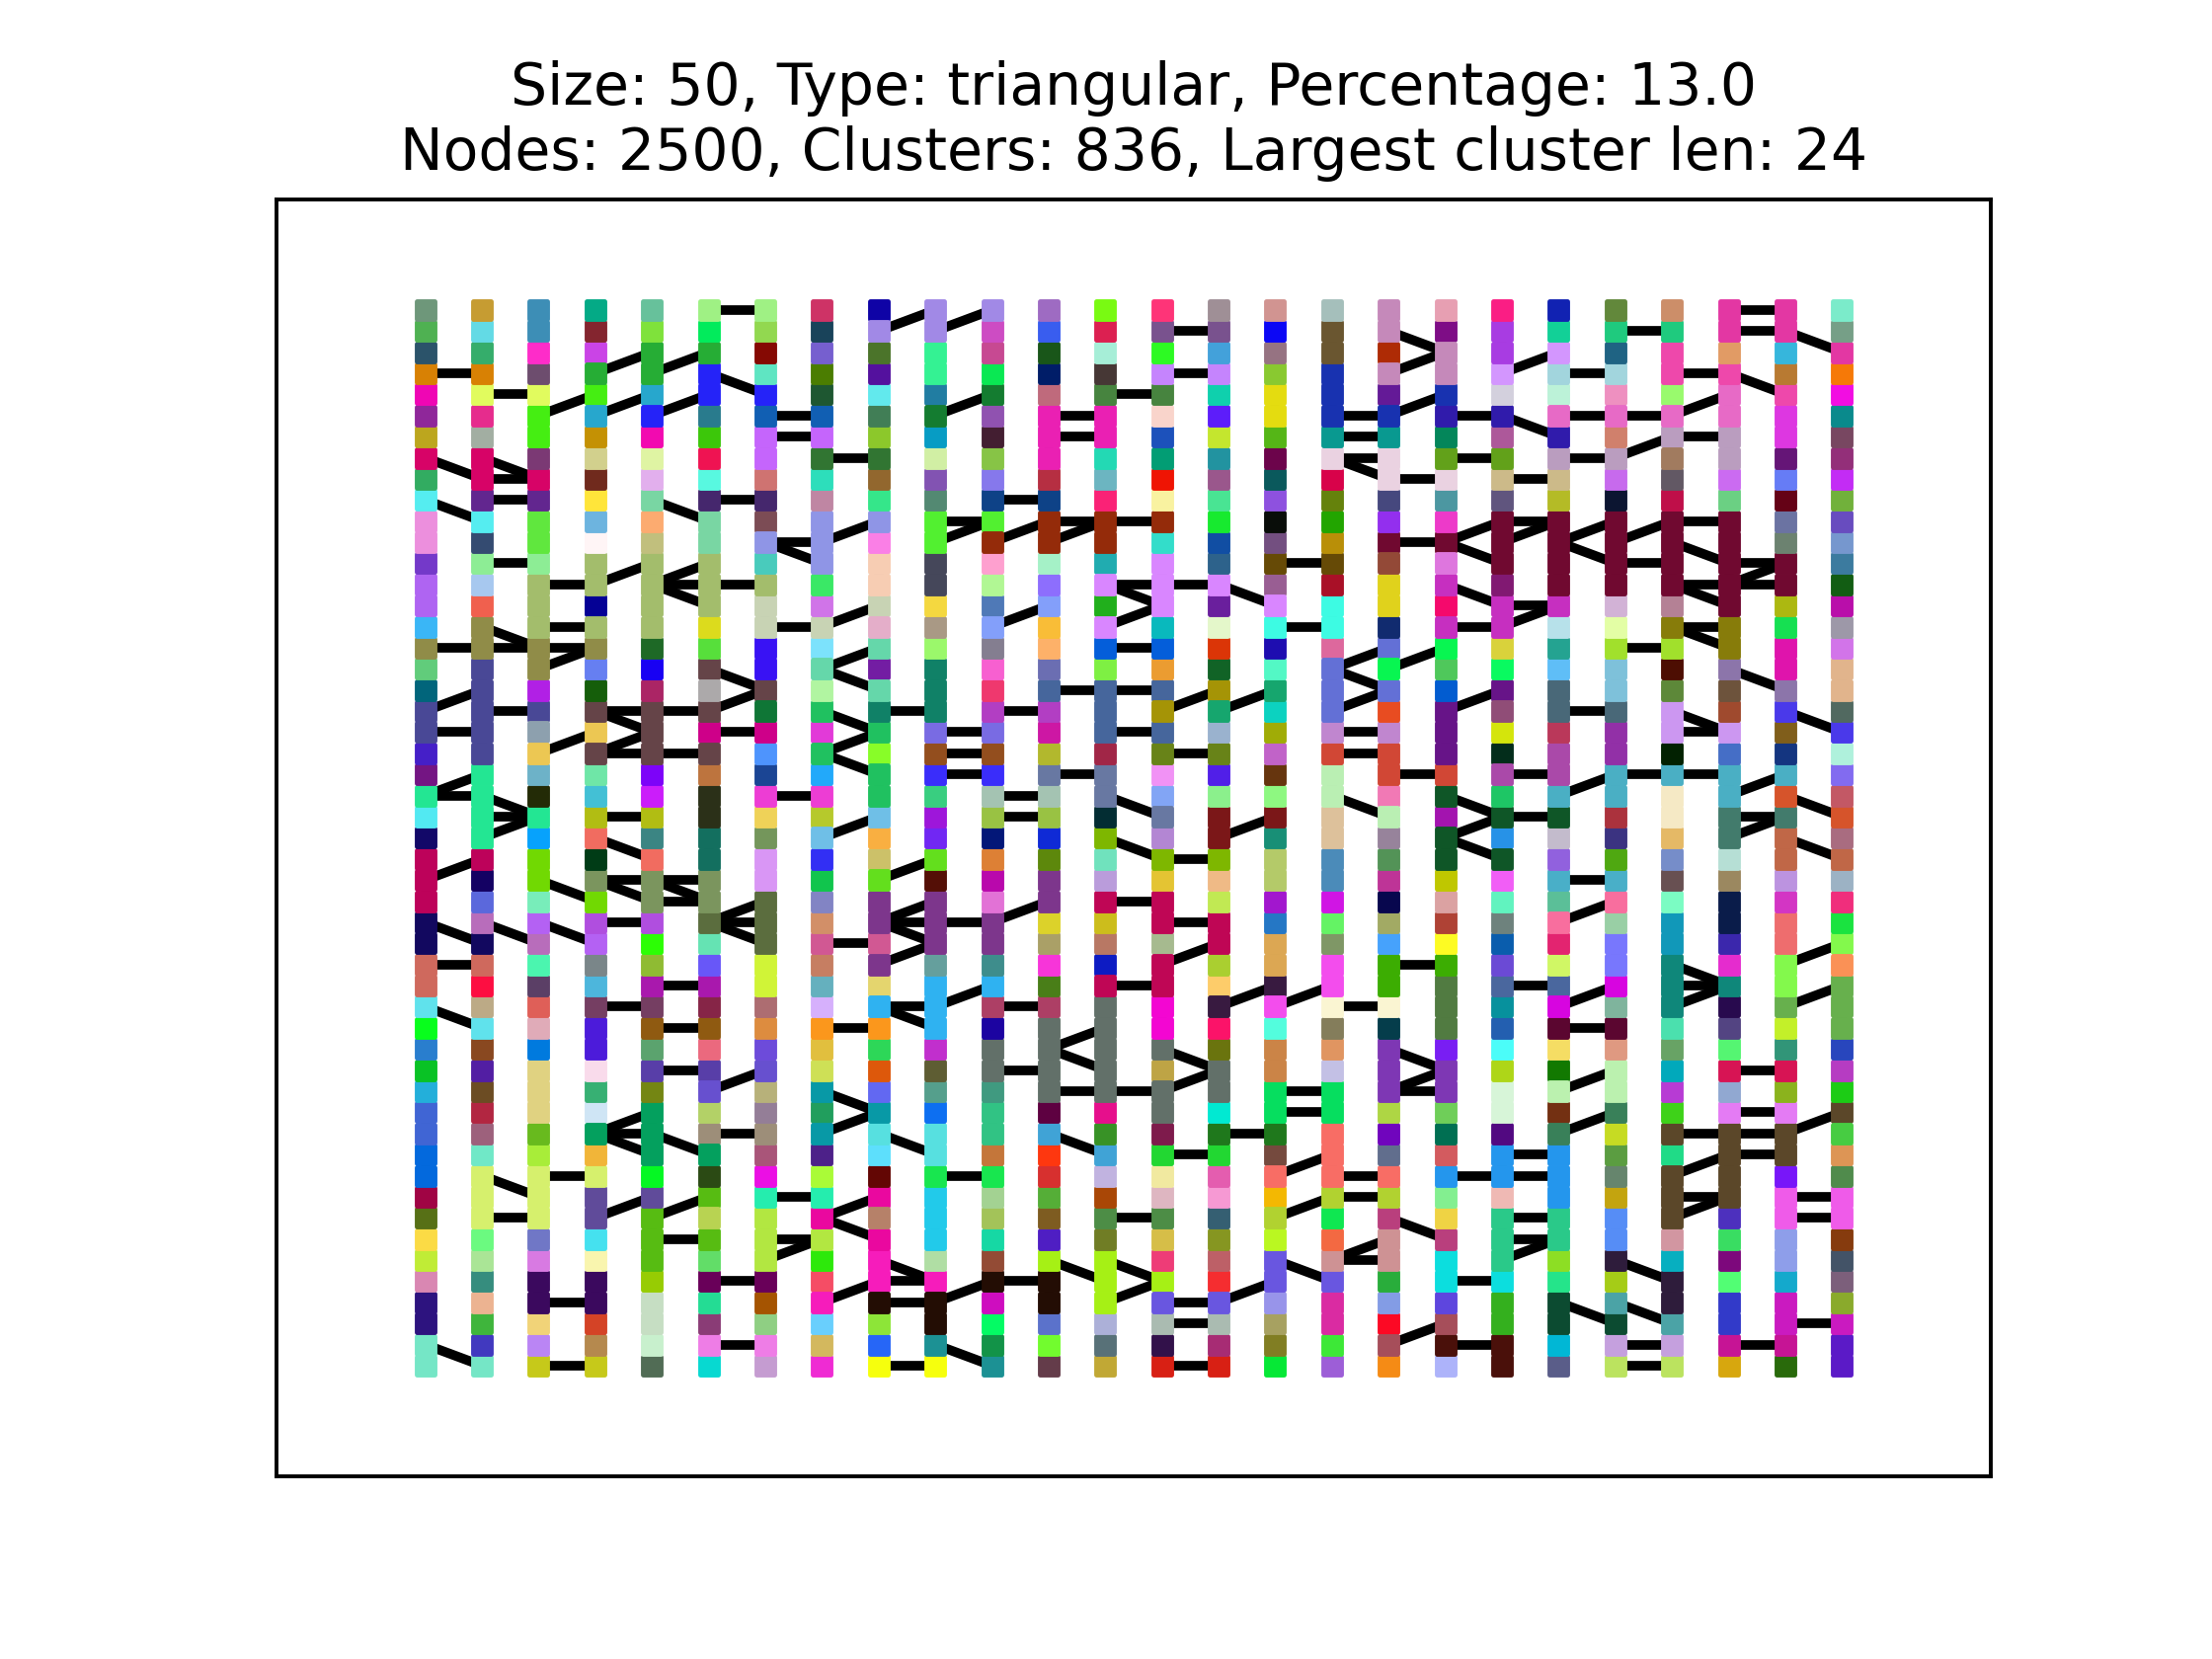 Size: 50, Type: triangular, Percentage: 13.0
Nodes: 2500, Clusters: 836, Largest cluster len: 24